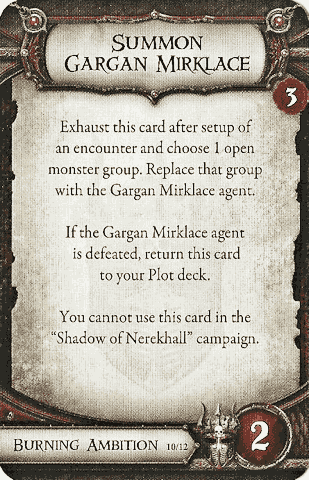 Summon
Gargan Mirklace
3
Exhaust this card after setup of
an encounter and choose 1 open
monster group. Replace that group
with the Gargan Mirklace agent.
If the Gargan Mirklace agent
is defeated, return this card
to your Plot deck.
You cannot use this card in the
“Shadow of Nerekhall” campaign.
Burning Ambition 10/12
2